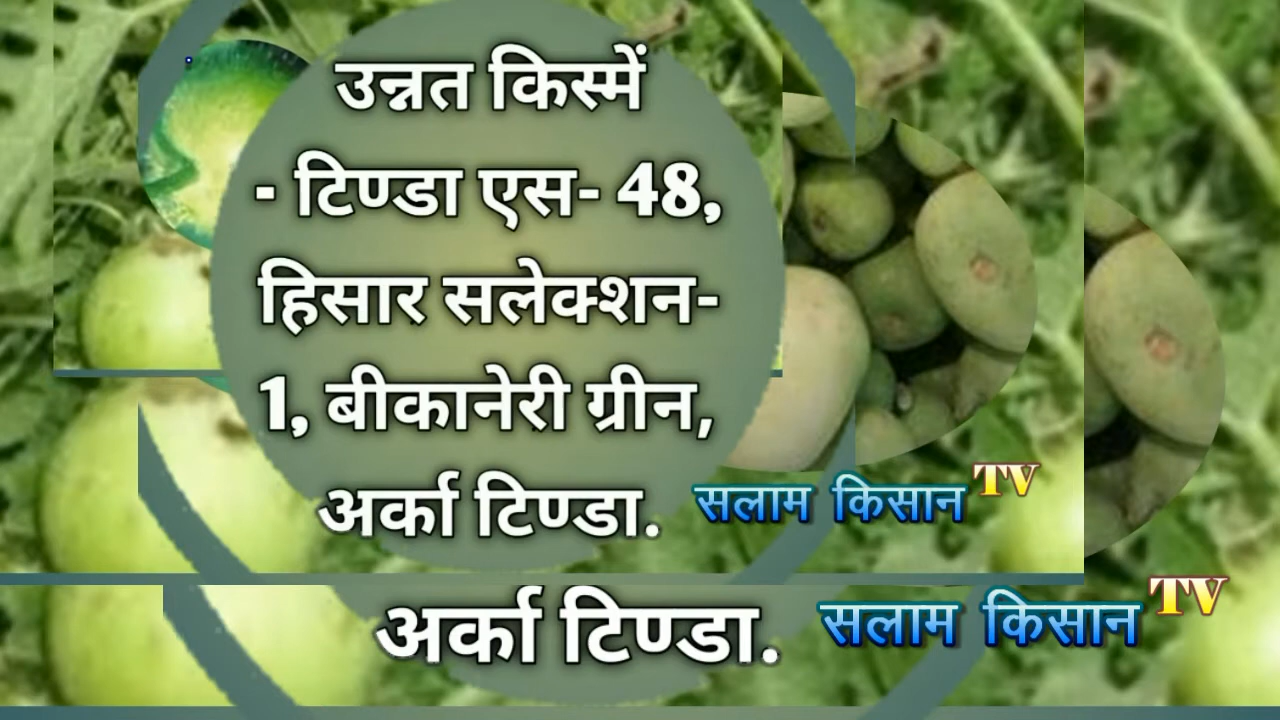 उन्नत किस्में
- टिण्डा एस- 48,
हिसार सलेक्शन-
1, बीकानेरी ग्रीन,
अर्का टिण्डा.
सलाम किसान TV
अर्का टिण्डा.
सलाम किसान TV